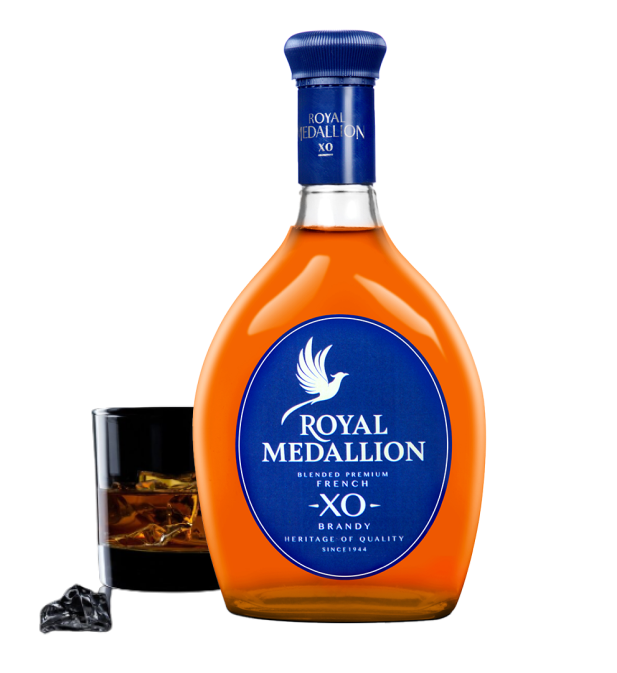 ROYAL
MEDALLION
XO
ROYAL
MEDALLION
BLENDED PREMIUM
FRENCH
-XO-
BRANDY
HERITAGE OF QUALITY
SINCE 1944